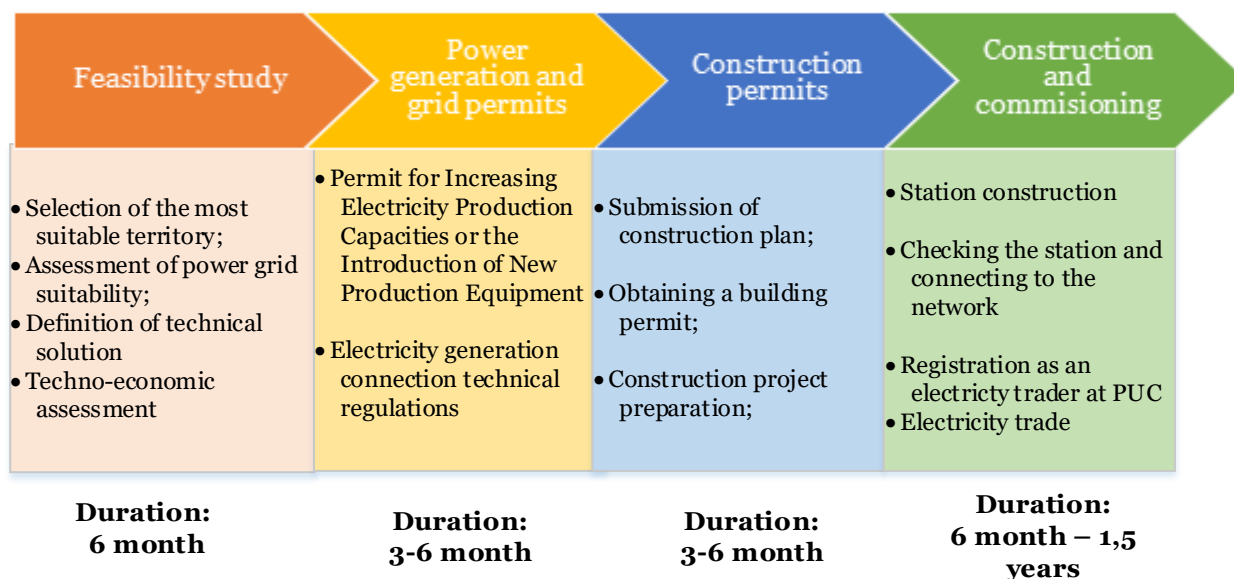 Feasibility study
Power
generation and
grid permits
Construction
permits
Construction
and
commisioning
• Selection of the most
suitable territory;
• Assessment of power grid
suitability;
• Definition of technical
solution
• Techno-economic
assessment
• Permit for Increasing
Electricity Production
Capacities or the
Introduction of New
Production Equipment
• Electricity generation
connection technical
regulations
• Submission of
construction plan;
• Obtaining a building
permit;
• Construction project
preparation;
• Station construction
• Checking the station and
connecting to the
network
• Registration as an
electricty trader at PUC
• Electricity trade
Duration:
6 month
Duration:
3-6 month
Duration:
3-6 month
Duration:
6 month – 1,5
years